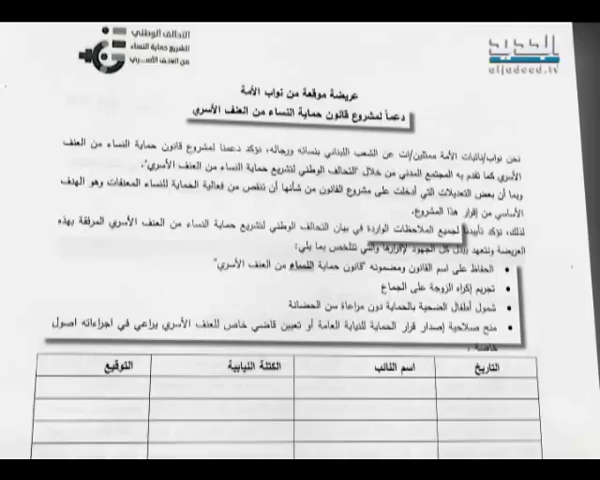 التحالف الوطني
لتشريع حماية النساء
من العنف الأسري
الجديد
eljadeed.tv
عريضة موقعة من نواب الأمة
دعماً لمشروع قانون حماية النساء من العنف الأسري
نحن نواب/نائبات الأمة ممثلين/ات عن الشعب اللبناني بنسائه ورجاله، نؤكد دعمنا لمشروع قانون حماية النساء من العنف
الأسري كما تقدم به المجتمع المدني من خلال "التحالف الوطني لتشريع حماية النساء من العنف الأسري".
وبما أن بعض التعديلات التي أدخلت على مشروع القانون من شأنها أن تنقص من فعالية الحماية للنساء المعنفات وهو الهدف
الأساسي من إقرار هذا المشروع.
لذلك، نؤكد تأييدنا لجميع الملاحظات الواردة في بيان التحالف الوطني لتشريع حماية النساء من العنف الأسري المرفقة بهذه
العريضة ونتعهد ببذل كل الجهود لإقرارها والتي تتلخص بما يلي:
• الحفاظ على اسم القانون ومضمونه "قانون حماية النساء من العنف الأسري"
• تجريم إكراه الزوجة على الجماع
• شمول أطفال الضحية بالحماية دون مراعاة سن الحضانة
• منح صلاحية إصدار قرار الحماية للنيابة العامة أو تعيين قاضي خاص للعنف الأسري يراعي في اجراءاته اصول
خاصة.
التاريخ اسم النائب الكتلة النيابية التوقيع